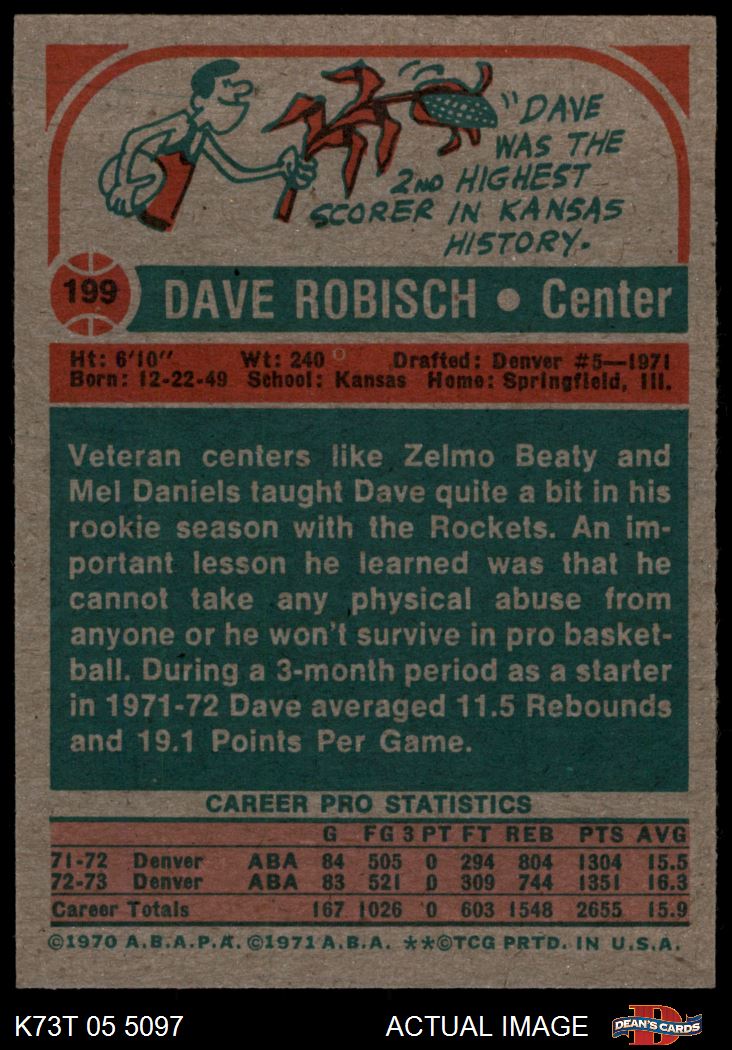 "DAVE
WAS THE
2ND HIGHEST
SCORER IN KANSAS
HISTORY.
199
DAVE ROBISCH • Center
Ht: 6'10" Wt: 240 Drafted: Denver #5—1971
Born: 12-22-49 School: Kansas Home: Springfield, Ill.
Veteran centers like Zelmo Beaty and
Mel Daniels taught Dave quite a bit in his
rookie season with the Rockets. An im-
portant lesson he learned was that he
cannot take any physical abuse from
anyone or he won't survive in pro basket-
ball. During a 3-month period as a starter
in 1971-72 Dave averaged 11.5 Rebounds
and 19.1 Points Per Game.
CAREER PRO STATISTICS
G FG 3 PT FT REB PTS AVG
71-72 Denver ABA 84 505 0 294 804 1304 15.5
72-73 Denver ABA 83 521 0 309 744 1351 16.3
Career Totals 167 1026 0 603 1548 2655 15.9
©1970 A.B.A.P.A. ©1971 A.B.A. **©TCG PRTD. IN U.S.A.
K73T 05 5097 ACTUAL IMAGE
D
DEAN'S CARDS